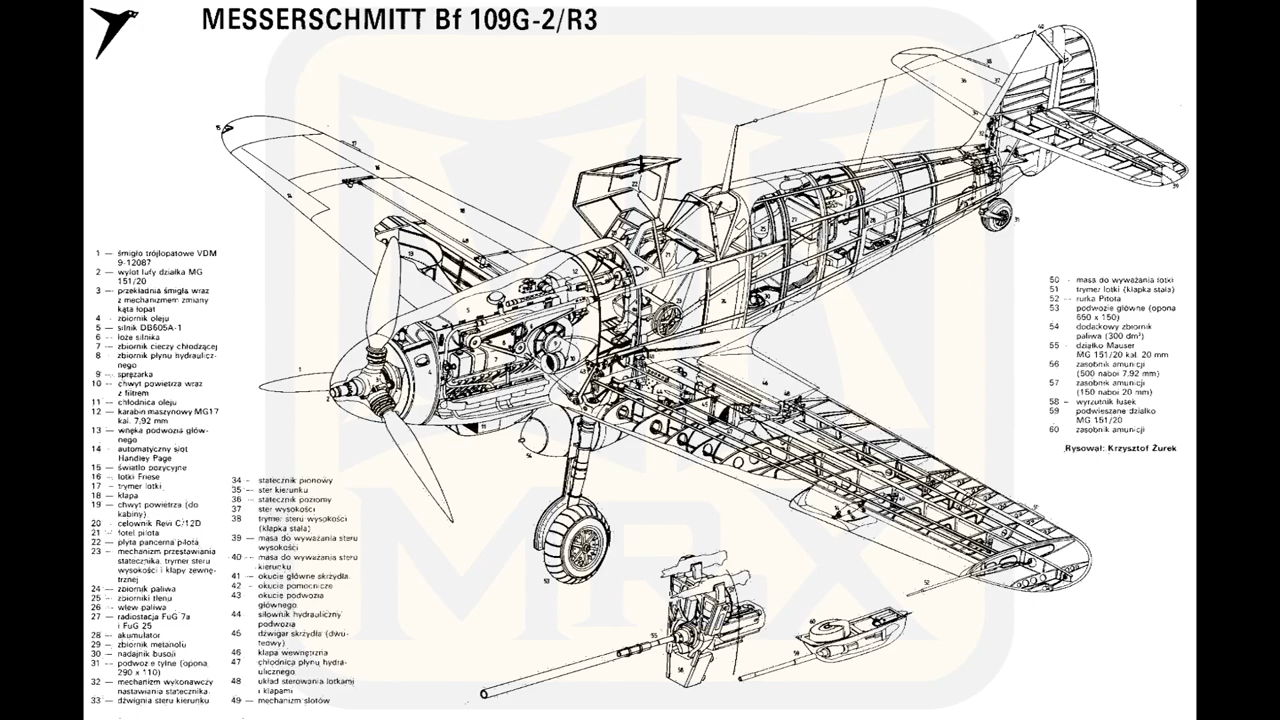 MESSERSCHMITT Bf 109G-2/R3
1 — śmigło trójłopatowe VDM
9-12087
2 — wylot lufy działka MG
151/20
3 — przekładnia śmigła wraz
z mechanizmem zmiany
kąta łopat
4 — zbiornik oleju
5 — silnik DB605A-1
6 — łoże silnika
7 — zbiornik cieczy chłodzącej
8 — zbiornik płynu hydraulicz-
nego
9 — sprężarka
10 — chwyt powietrza wraz
z filtrem
11 — chłodnica oleju
12 — karabin maszynowy MG17
kal. 7,92 mm
13 — wnęka podwozia głów-
nego
14 — automatyczny slot
Handley Page
15 — światło pozycyjne
16 — lotki Friese
17 — trymer lotki
18 — klapa
19 — chwyt powietrza (do
kabiny)
20 — celownik Revi C/12D
21 — fotel pilota
22 — płyta pancerna pilota
23 — mechanizm przestawiania
statecznika, trymer steru
wysokości i klapy zewnę-
trznej
24 — zbiornik paliwa
25 — zbiorniki tlenu
26 — wlew paliwa
27 — radiostacja FuG 7a
i FuG 25
28 — akumulator
29 — zbiornik metanolu
30 — nadajnik busoli
31 — podwozie tylne (opona
290 x 110)
32 — mechanizm wykonawczy
nastawiania statecznika
33 — dźwignia steru kierunku
34 — statecznik pionowy
35 — ster kierunku
36 — statecznik poziomy
37 — ster wysokości
38 — trymer steru wysokości
(klapka stała)
39 — masa do wyważania steru
wysokości
40 — masa do wyważania steru
kierunku
41 — okucie główne skrzydła
42 — okucie pomocnicze
43 — okucie podwozia
głównego
44 — siłownik hydrauliczny
podwozia
45 — dźwigar skrzydła (dwu-
teowy)
46 — klapa wewnętrzna
47 — chłodnica płynu hydra-
ulicznego
48 — układ sterowania lotkami
i klapami
49 — mechanizm slotów
50 - masa do wyważania lotki
51 - trymer lotki (klapka stała)
52 - rurka Pitota
53 podwozie główne (opona
650 x 150)
54 dodatkowy zbiornik
paliwa (300 dm³)
55 - działko Mauser
MG 151/20 kal. 20 mm
56 zasobnik amunicji
(500 naboi 7,92 mm)
57 zasobnik amunicji
(150 naboi 20 mm)
58 — wyrzutnik łusek
59 podwieszane działko
MG 151/20
60 zasobnik amunicji
Rysował: Krzysztof Żurek